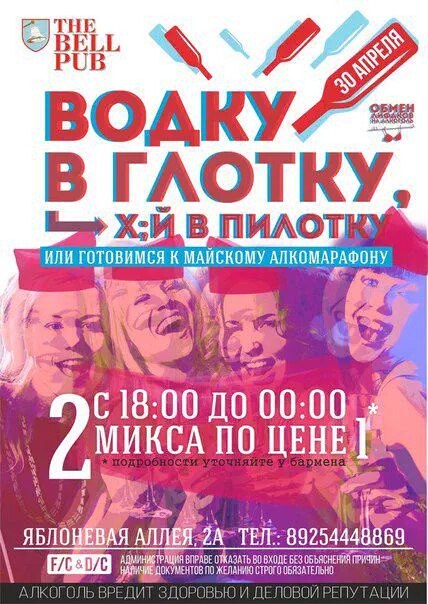 THE
BELL
PUB
30 АПРЕЛЯ
ОБМЕН
ЛИФАКОВ
НА АЛКОГОЛЬ
ВОДКУ
В ГЛОТКУ,
Х;Й В ПИЛОТКУ
ИЛИ ГОТОВИМСЯ К МАЙСКОМУ АЛКОМАРАФОНУ
2 С 18:00 ДО 00:00
МИКСА ПО ЦЕНЕ 1*
* подробности уточняйте у бармена
ЯБЛОНЕВАЯ АЛЛЕЯ, 2А ТЕЛ.: 89254448869
F/C & D/C АДМИНИСТРАЦИЯ ВПРАВЕ ОТКАЗАТЬ ВО ВХОДЕ БЕЗ ОБЪЯСНЕНИЯ ПРИЧИН
НАЛИЧИЕ ДОКУМЕНТОВ ПО ЖЕЛАНИЮ СТРОГО ОБЯЗАТЕЛЬНО
АЛКОГОЛЬ ВРЕДИТ ЗДОРОВЬЮ И ДЕЛОВОЙ РЕПУТАЦИИ